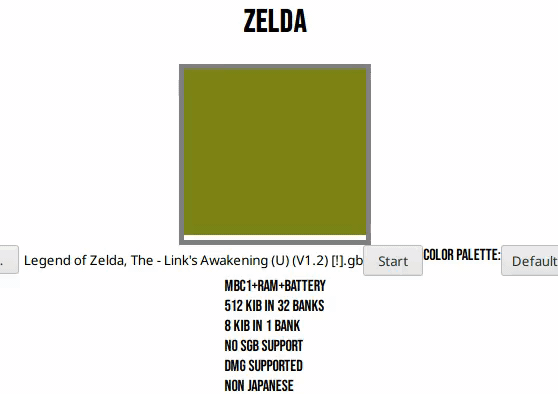 ZELDA
. Legend of Zelda, The - Link's Awakening (U) (V1.2) [!].gb Start COLOR PALETTE: Default
MBC1+RAM+BATTERY
512 KIB IN 32 BANKS
8 KIB IN 1 BANK
NO SGB SUPPORT
DMG SUPPORTED
NON JAPANESE